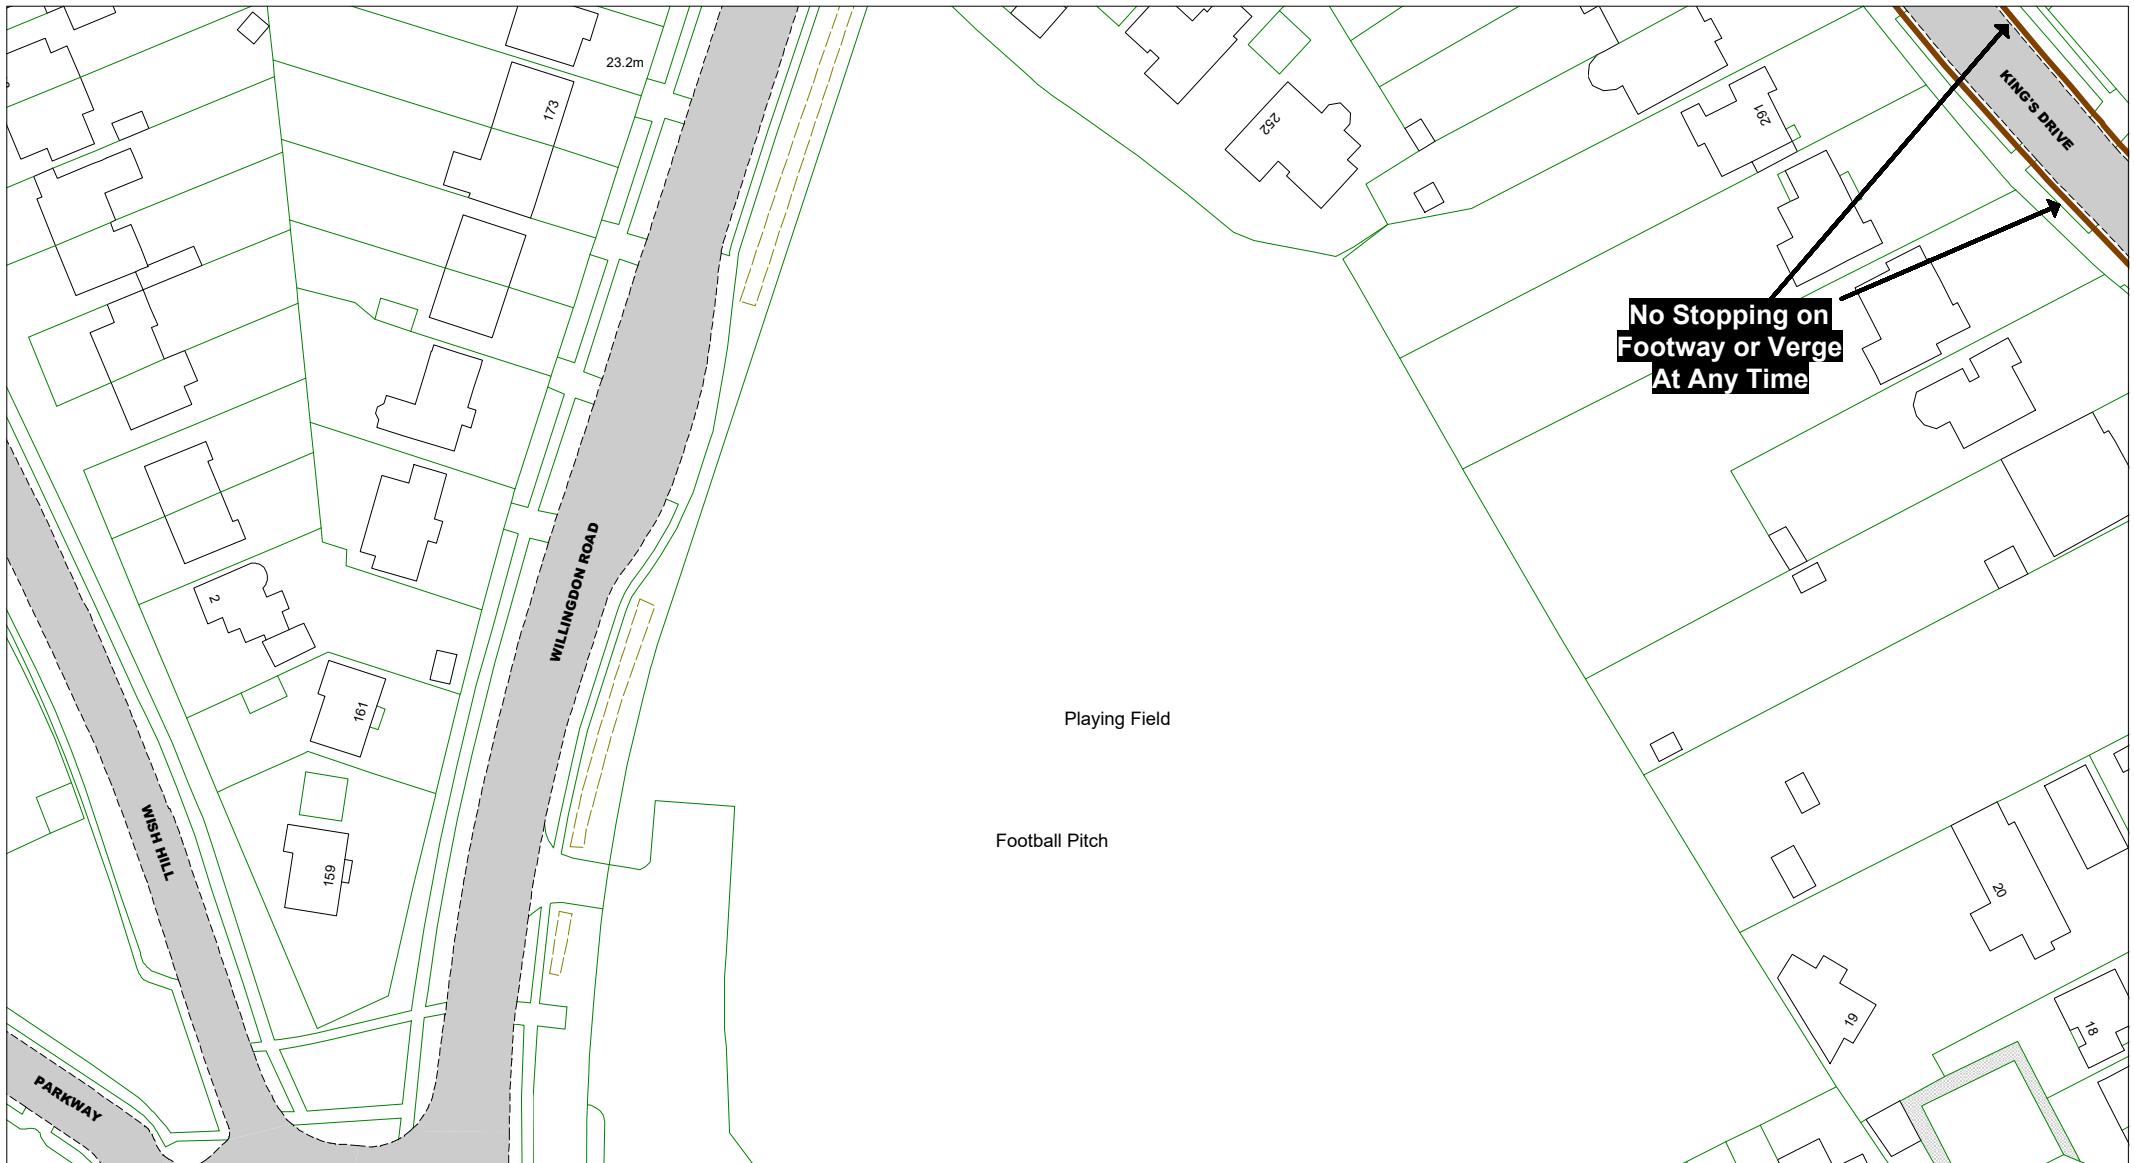 23.2m
173
252
291
KING'S DRIVE
No Stopping on
Footway or Verge
At Any Time
WILLINGDON ROAD
2
161
Playing Field
WISH HILL
Football Pitch
159
20
19
18
PARKWAY